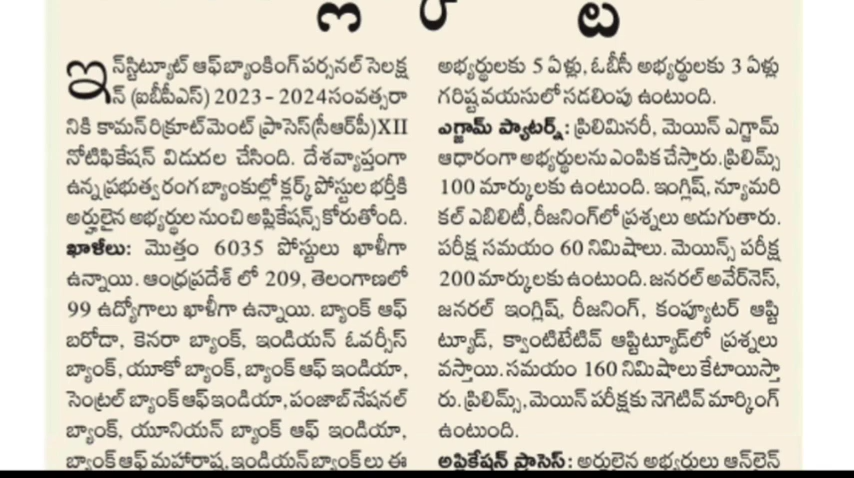 ఇన్‌స్టిట్యూట్ ఆఫ్ బ్యాంకింగ్ పర్సనల్ సెలక్ష
న్ (ఐబీపీఎస్) 2023 - 2024 సంవత్సరా
నికి కామన్ రిక్రూట్‌మెంట్ ప్రాసెస్(సీఆర్‌పీ)XII
నోటిఫికేషన్ విడుదల చేసింది. దేశవ్యాప్తంగా
ఉన్న ప్రభుత్వ రంగ బ్యాంకుల్లో క్లర్క్ పోస్టుల భర్తీకి
అర్హులైన అభ్యర్థుల నుంచి అప్లికేషన్స్ కోరుతోంది.
ఖాళీలు: మొత్తం 6035 పోస్టులు ఖాళీగా
ఉన్నాయి. ఆంధ్రప్రదేశ్ లో 209, తెలంగాణలో
99 ఉద్యోగాలు ఖాళీగా ఉన్నాయి. బ్యాంక్ ఆఫ్
బరోడా, కెనరా బ్యాంక్, ఇండియన్ ఓవర్సీస్
బ్యాంక్, యూకో బ్యాంక్, బ్యాంక్ ఆఫ్ ఇండియా,
సెంట్రల్ బ్యాంక్ ఆఫ్ ఇండియా, పంజాబ్ నేషనల్
బ్యాంక్, యూనియన్ బ్యాంక్ ఆఫ్ ఇండియా,
బ్యాంక్ ఆఫ్ మహారాష్ట్ర, ఇండియన్ బ్యాంక్‌లు ఈ
అభ్యర్థులకు 5 ఏళ్లు, ఓబీసీ అభ్యర్థులకు 3 ఏళ్లు
గరిష్ట వయసులో సడలింపు ఉంటుంది.
ఎగ్జామ్ ప్యాటర్న్: ప్రిలిమినరీ, మెయిన్ ఎగ్జామ్
ఆధారంగా అభ్యర్థులను ఎంపిక చేస్తారు. ప్రిలిమ్స్
100 మార్కులకు ఉంటుంది. ఇంగ్లిష్, న్యూమరి
కల్ ఎబిలిటీ, రీజనింగ్‌లో ప్రశ్నలు అడుగుతారు.
పరీక్ష సమయం 60 నిమిషాలు. మెయిన్స్ పరీక్ష
200 మార్కులకు ఉంటుంది. జనరల్ అవేర్‌నెస్,
జనరల్ ఇంగ్లిష్, రీజనింగ్, కంప్యూటర్ ఆప్టి
ట్యూడ్, క్వాంటిటేటివ్ ఆప్టిట్యూడ్‌లో ప్రశ్నలు
వస్తాయి. సమయం 160 నిమిషాలు కేటాయిస్తా
రు. ప్రిలిమ్స్, మెయిన్ పరీక్షకు నెగెటివ్ మార్కింగ్
ఉంటుంది.
అప్లికేషన్ ప్రాసెస్: అర్హులైన అభ్యర్థులు ఆన్‌లైన్